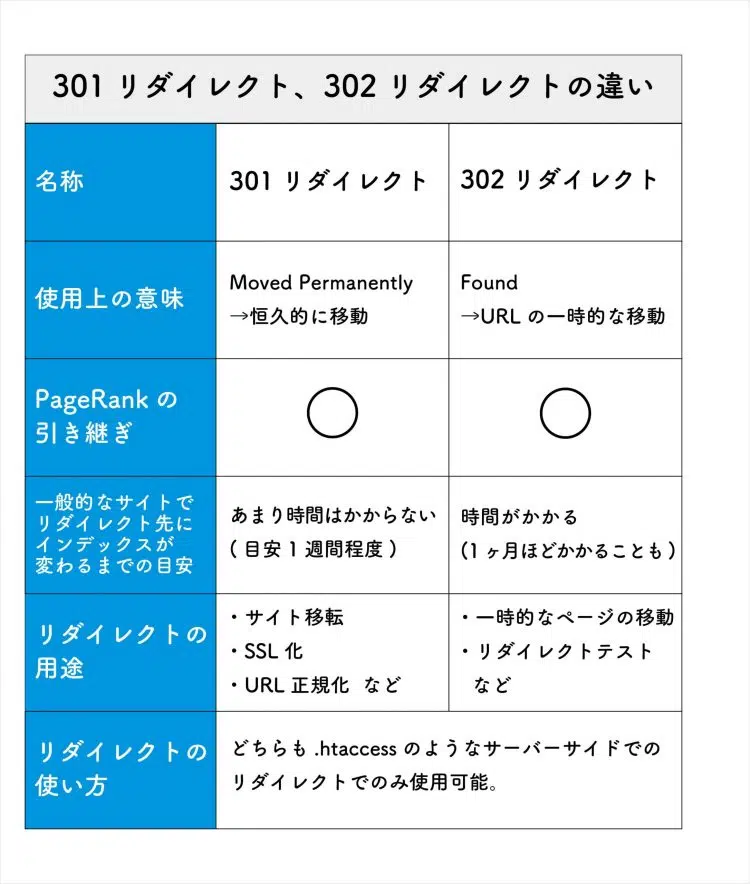 301 リダイレクト、302 リダイレクトの違い
名称
301 リダイレクト
302 リダイレクト
使用上の意味
Moved Permanently
→恒久的に移動
Found
→URL の一時的な移動
PageRank の
引き継ぎ
◯
◯
一般的なサイトで
リダイレクト先に
インデックスが
変わるまでの目安
あまり時間はかからない
( 目安 1 週間程度 )
時間がかかる
(1 ヶ月ほどかかることも )
リダイレクトの
用途
・サイト移転
・SSL 化
・URL 正規化 など
・一時的なページの移動
・リダイレクトテスト
など
リダイレクトの
使い方
どちらも .htaccess のようなサーバーサイドでの
リダイレクトでのみ使用可能。